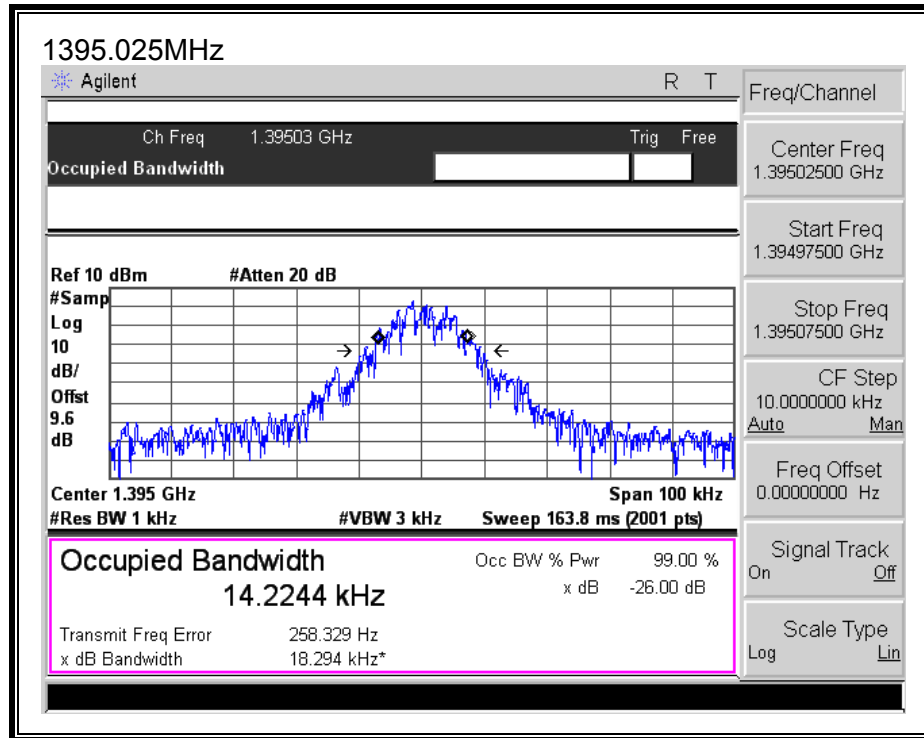 1395.025MHz
Agilent R T
Ch Freq 1.39503 GHz Trig Free
Occupied Bandwidth
Ref 10 dBm #Atten 20 dB
#Samp
Log
10
dB/
Offst
9.6
dB
Center 1.395 GHz Span 100 kHz
#Res BW 1 kHz #VBW 3 kHz Sweep 163.8 ms (2001 pts)
Occupied Bandwidth
14.2244 kHz
Occ BW % Pwr 99.00 %
x dB -26.00 dB
Transmit Freq Error 258.329 Hz
x dB Bandwidth 18.294 kHz*
Freq/Channel
Center Freq
1.39502500 GHz
Start Freq
1.39497500 GHz
Stop Freq
1.39507500 GHz
CF Step
10.0000000 kHz
Auto Man
Freq Offset
0.00000000 Hz
Signal Track
On Off
Scale Type
Log Lin